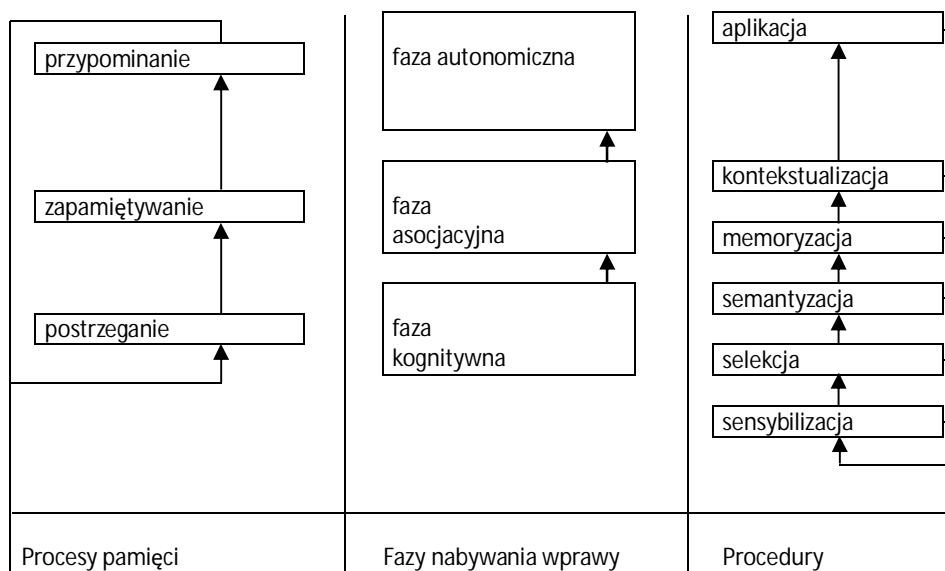 przypominanie
zapamiętywanie
postrzeganie
Procesy pamięci
faza autonomiczna
faza
asocjacyjna
faza
kognitywna
Fazy nabywania wprawy
aplikacja
kontekstualizacja
memoryzacja
semantyzacja
selekcja
sensybilizacja
Procedury